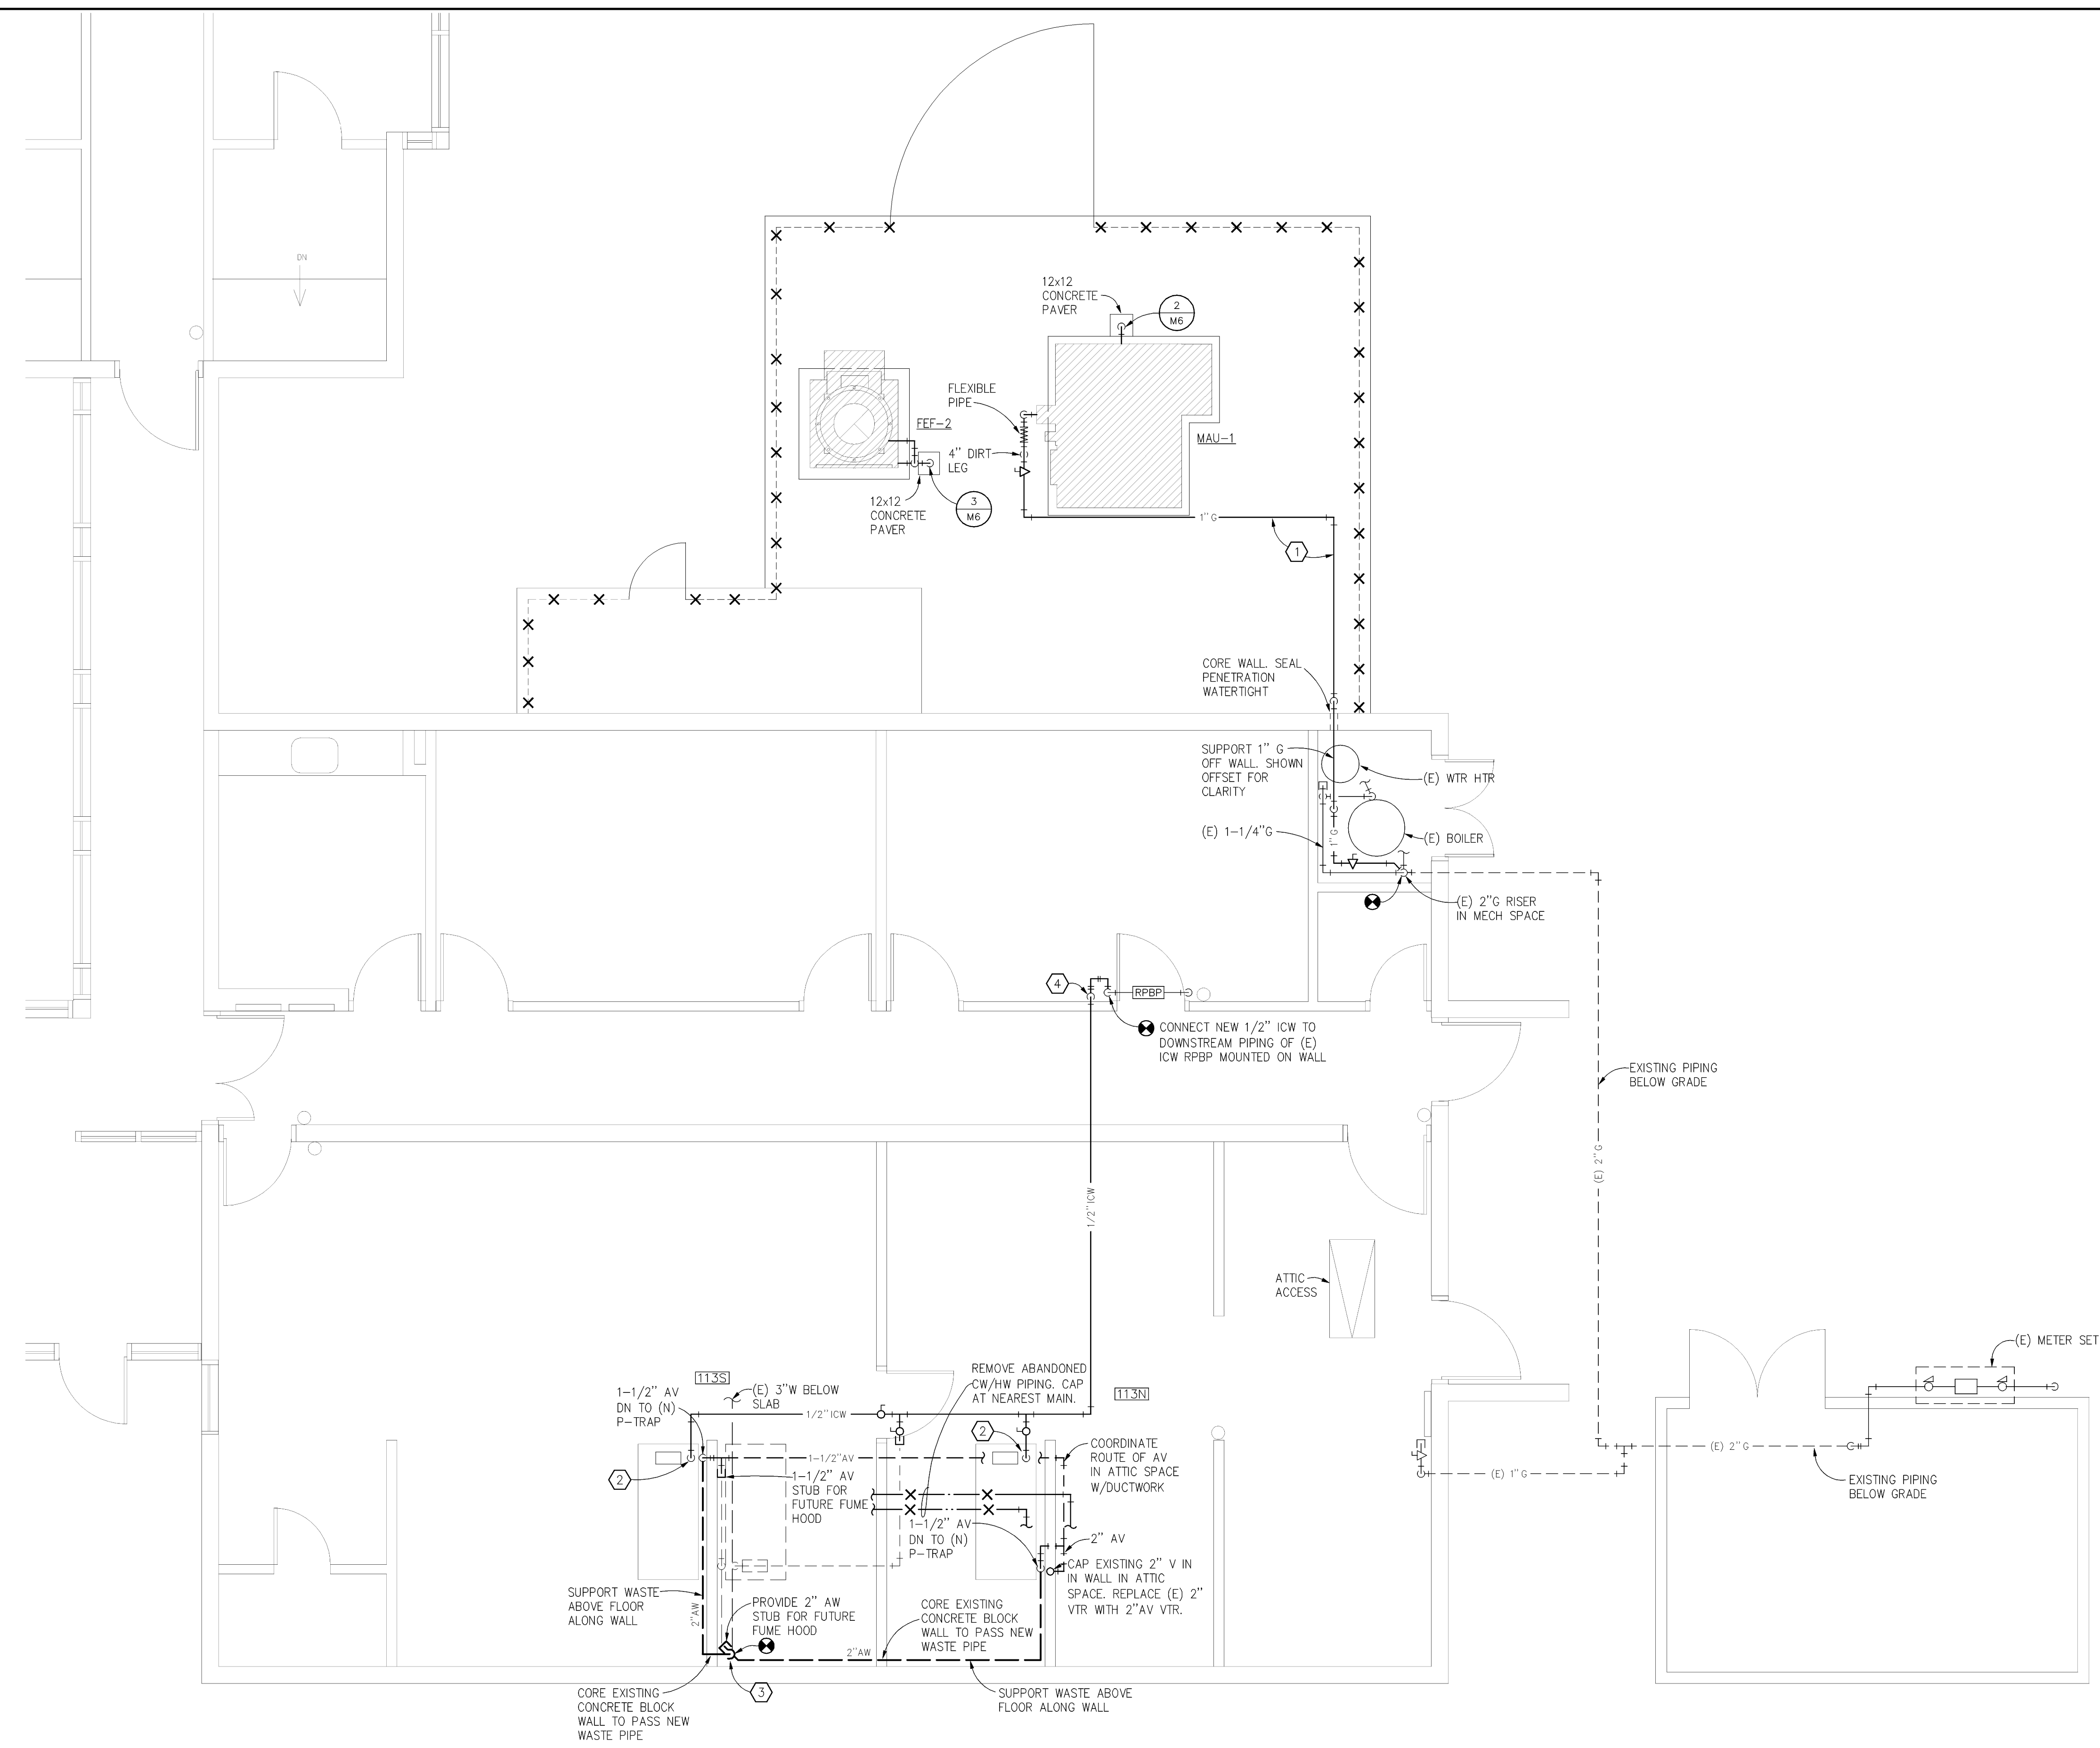 DN
12x12
CONCRETE
PAVER
2
M6
FLEXIBLE
PIPE
FEF-2
MAU-1
4" DIRT
LEG
12x12
CONCRETE
PAVER
3
M6
1" G
1
CORE WALL. SEAL
PENETRATION
WATERTIGHT
SUPPORT 1" G
OFF WALL. SHOWN
OFFSET FOR
CLARITY
(E) WTR HTR
(E) 1-1/4"G
1" G
(E) BOILER
(E) 2"G RISER
IN MECH SPACE
4
RPBP
CONNECT NEW 1/2" ICW TO
DOWNSTREAM PIPING OF (E)
ICW RPBP MOUNTED ON WALL
EXISTING PIPING
BELOW GRADE
(E) 2" G
1/2" ICW
ATTIC
ACCESS
(E) METER SET
REMOVE ABANDONED
CW/HW PIPING. CAP
AT NEAREST MAIN.
113S
113N
1-1/2" AV
DN TO (N)
P-TRAP
(E) 3"W BELOW
SLAB
1/2" ICW
2
COORDINATE
ROUTE OF AV
IN ATTIC SPACE
W/DUCTWORK
(E) 2" G
1-1/2"AV
2
1-1/2" AV
STUB FOR
FUTURE FUME
HOOD
(E) 1" G
EXISTING PIPING
BELOW GRADE
1-1/2" AV
DN TO (N)
P-TRAP
2" AV
CAP EXISTING 2" V IN
IN WALL IN ATTIC
SPACE. REPLACE (E) 2"
VTR WITH 2"AV VTR.
SUPPORT WASTE
ABOVE FLOOR
ALONG WALL
2"AW
PROVIDE 2" AW
STUB FOR FUTURE
FUME HOOD
CORE EXISTING
CONCRETE BLOCK
WALL TO PASS NEW
WASTE PIPE
2"AW
CORE EXISTING
CONCRETE BLOCK
WALL TO PASS NEW
WASTE PIPE
3
SUPPORT WASTE ABOVE
FLOOR ALONG WALL